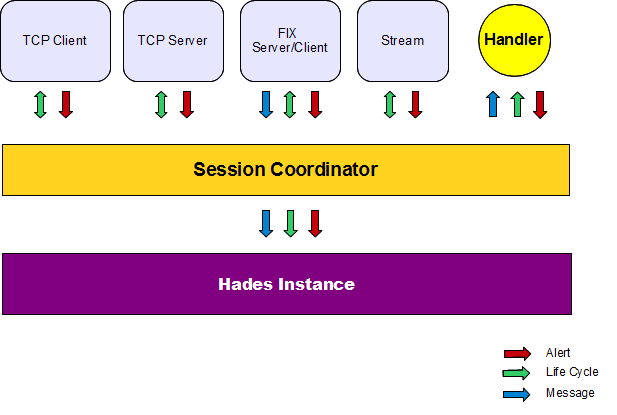 TCP Client
TCP Server
FIX
Server/Client
Stream
Handler
Session Coordinator
Hades Instance
Alert
Life Cycle
Message